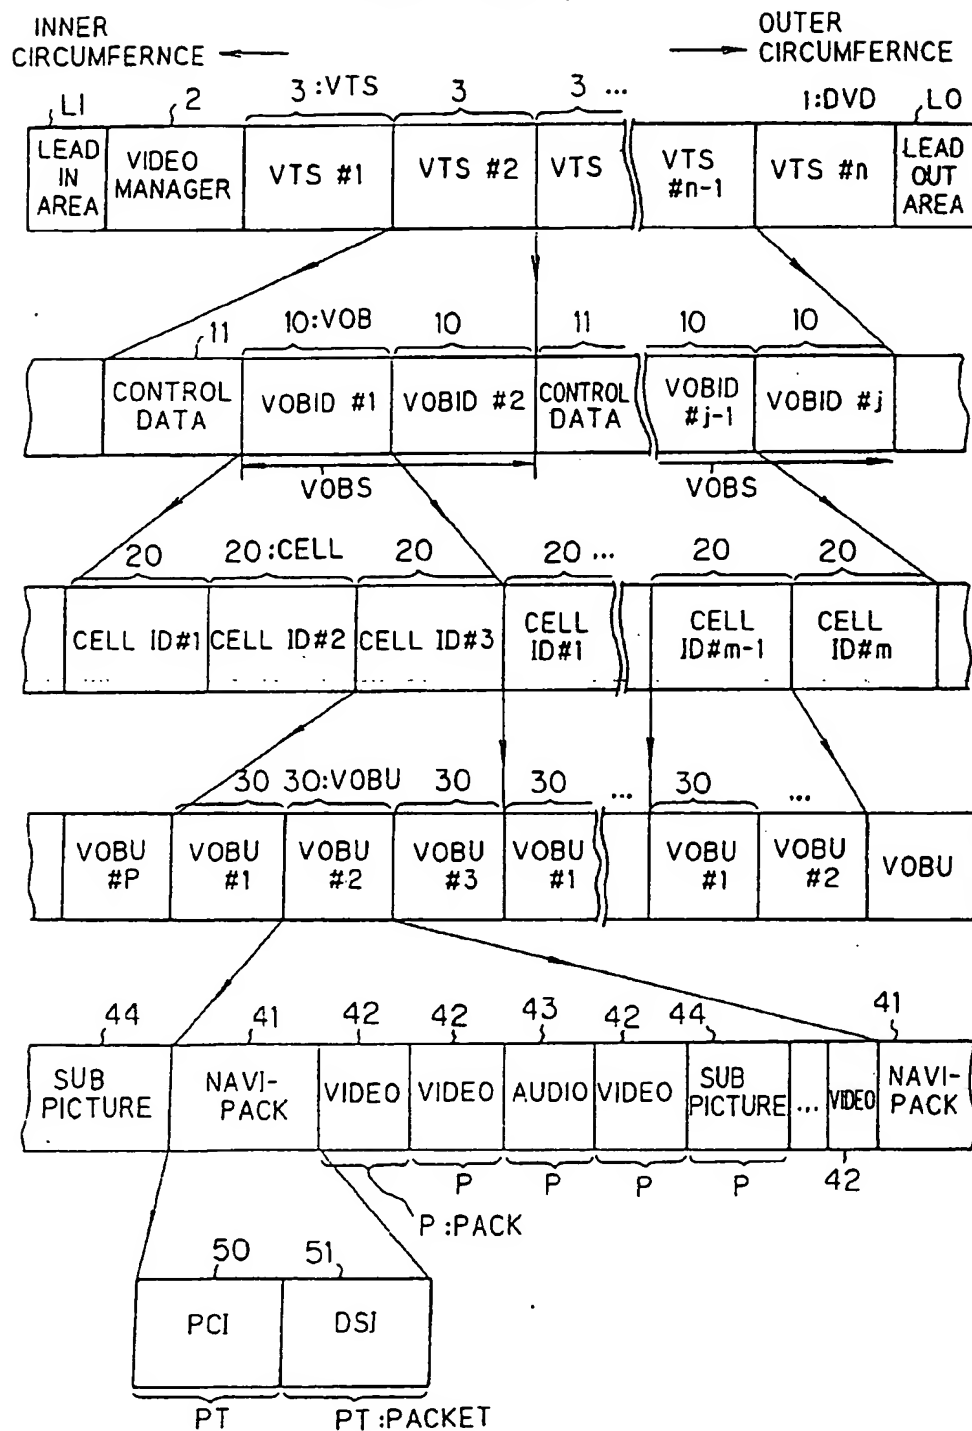 INNER CIRCUMFERNCE
OUTER CIRCUMFERNCE
LI 2 3 :VTS 3 3 ... 1:DVD LO
LEAD IN AREA VIDEO MANAGER VTS #1 VTS #2 VTS VTS #n-1 VTS #n LEAD OUT AREA
11 10:VOB 10 11 10 10
CONTROL DATA VOBID #1 VOBID #2 CONTROL DATA VOBID #j-1 VOBID #j
VOBS VOBS
20 20:CELL 20 20 ... 20 20
CELL ID#1 CELL ID#2 CELL ID#3 CELL ID#1 CELL ID#m-1 CELL ID#m
30 30:VOBU 30 30 ... 30 ...
VOBU #P VOBU #1 VOBU #2 VOBU #3 VOBU #1 VOBU #1 VOBU #2 VOBU
44 41 42 42 43 42 44 41
SUB PICTURE NAVI-PACK VIDEO VIDEO AUDIO VIDEO SUB PICTURE ... VIDEO NAVI-PACK
P P P P 42
P :PACK
50 51
PCI DSI
PT PT :PACKET